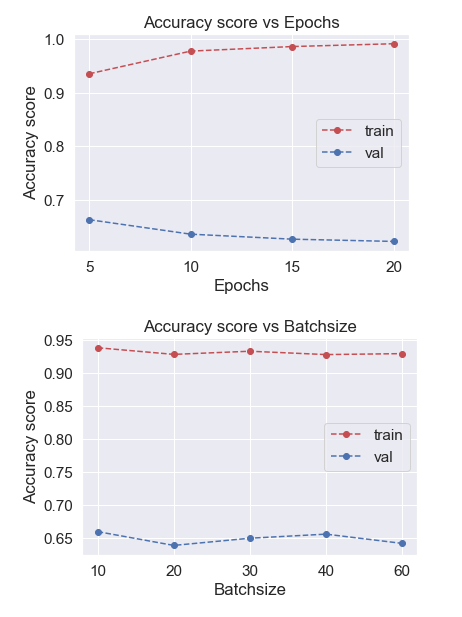 Accuracy score vs Epochs
1.0
0.9
0.8
0.7
Accuracy score
train
val
5 10 15 20
Epochs
Accuracy score vs Batchsize
0.95
0.90
0.85
0.80
0.75
0.70
0.65
Accuracy score
train
val
10 20 30 40 60
Batchsize